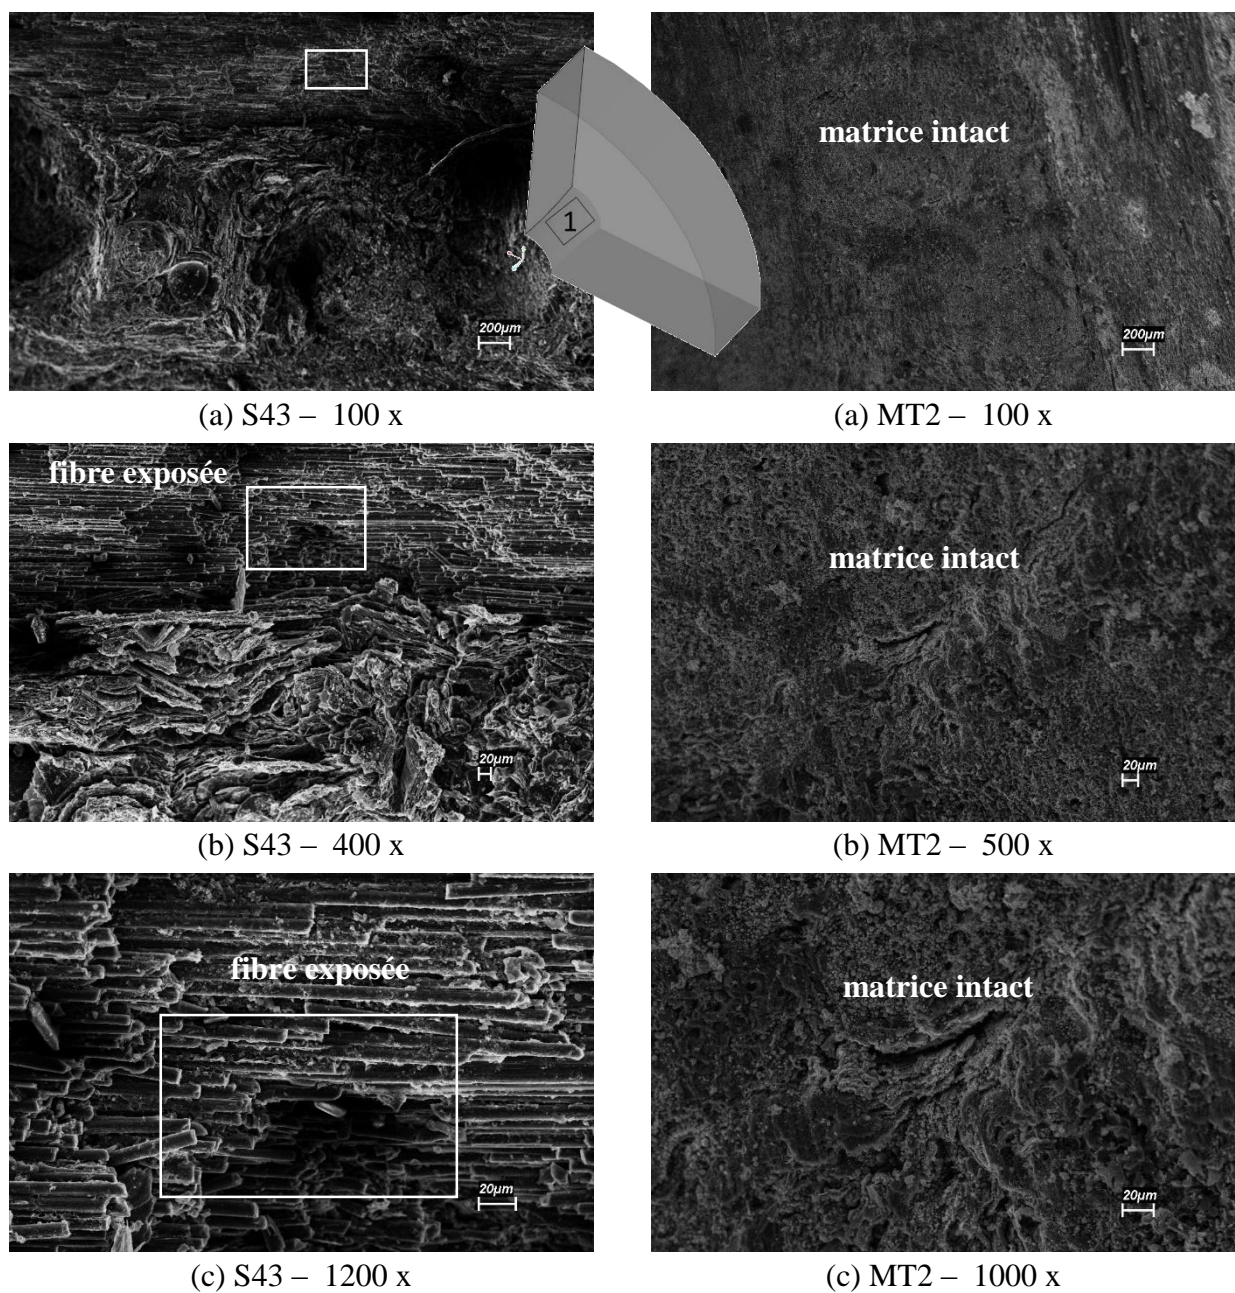 matrice intact
1
200µm
200µm
(a) S43 – 100 x
(a) MT2 – 100 x
fibre exposée
matrice intact
20µm
20µm
(b) S43 – 400 x
(b) MT2 – 500 x
fibre exposée
matrice intact
20µm
20µm
(c) S43 – 1200 x
(c) MT2 – 1000 x